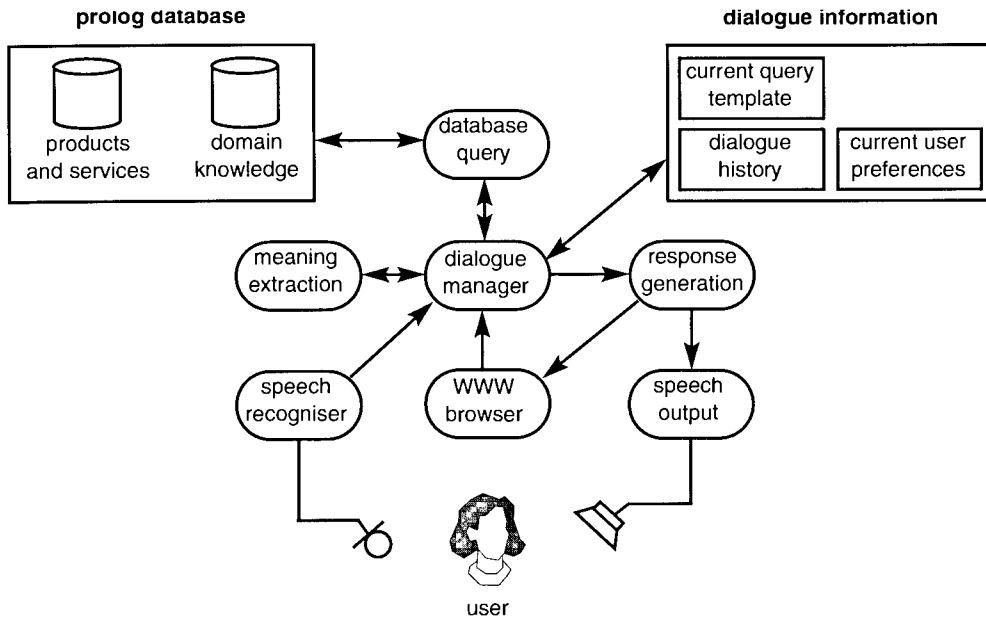 prolog database
dialogue information
products
and services
domain
knowledge
current query
template
dialogue
history
current user
preferences
database
query
meaning
extraction
dialogue
manager
response
generation
speech
recogniser
WWW
browser
speech
output
user